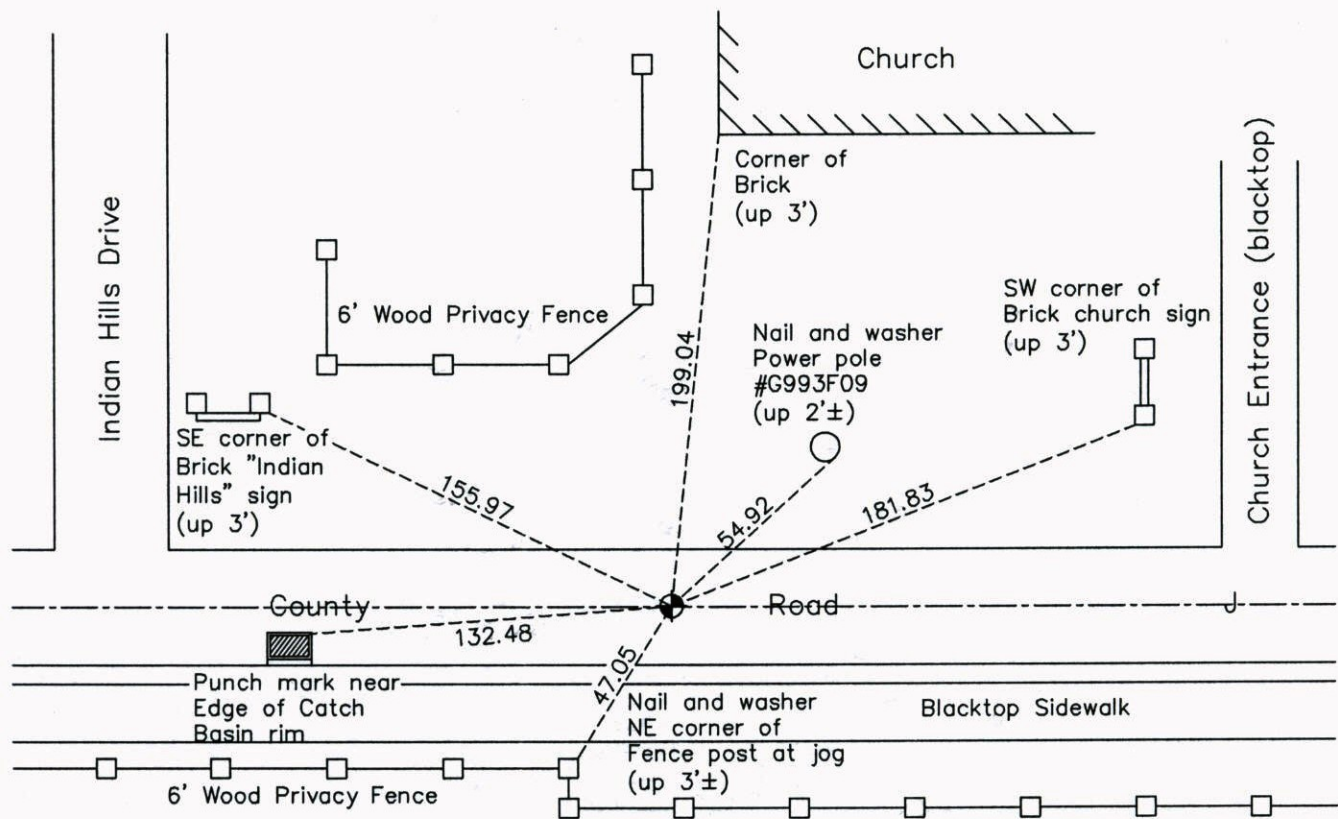 Church
Corner of
Brick
(up 3')
Indian Hills Drive
Church Entrance (blacktop)
6' Wood Privacy Fence
SW corner of
Brick church sign
(up 3')
Nail and washer
Power pole
#G993F09
(up 2'±)
199.04
SE corner of
Brick "Indian
Hills" sign
(up 3')
155.97
54.92
181.83
County Road J
132.48
47.05
Punch mark near
Edge of Catch
Basin rim
Nail and washer
NE corner of
Fence post at jog
(up 3'±)
Blacktop Sidewalk
6' Wood Privacy Fence